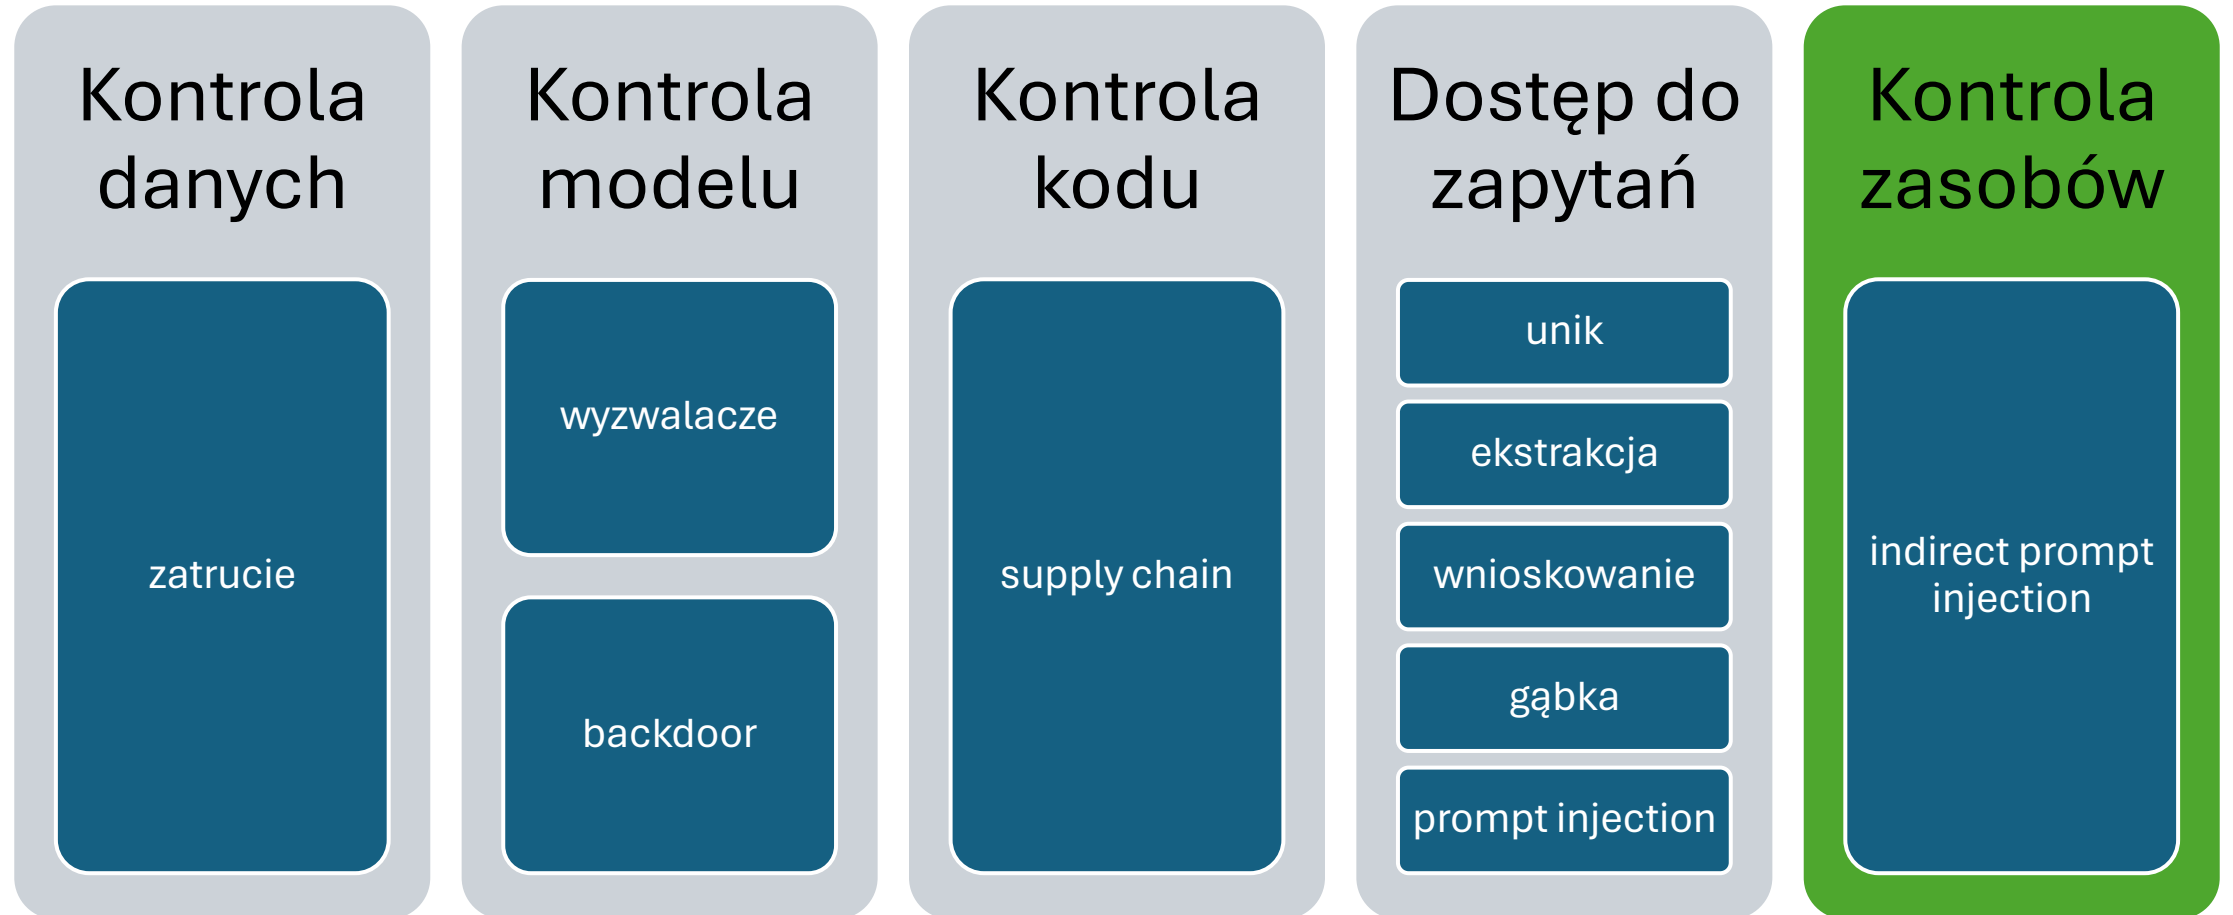 Kontrola
danych
zatrucie
Kontrola
modelu
wyzwalacze
backdoor
Kontrola
kodu
supply chain
Dostęp do
zapytań
unik
ekstrakcja
wnioskowanie
gąbka
prompt injection
Kontrola
zasobów
indirect prompt
injection